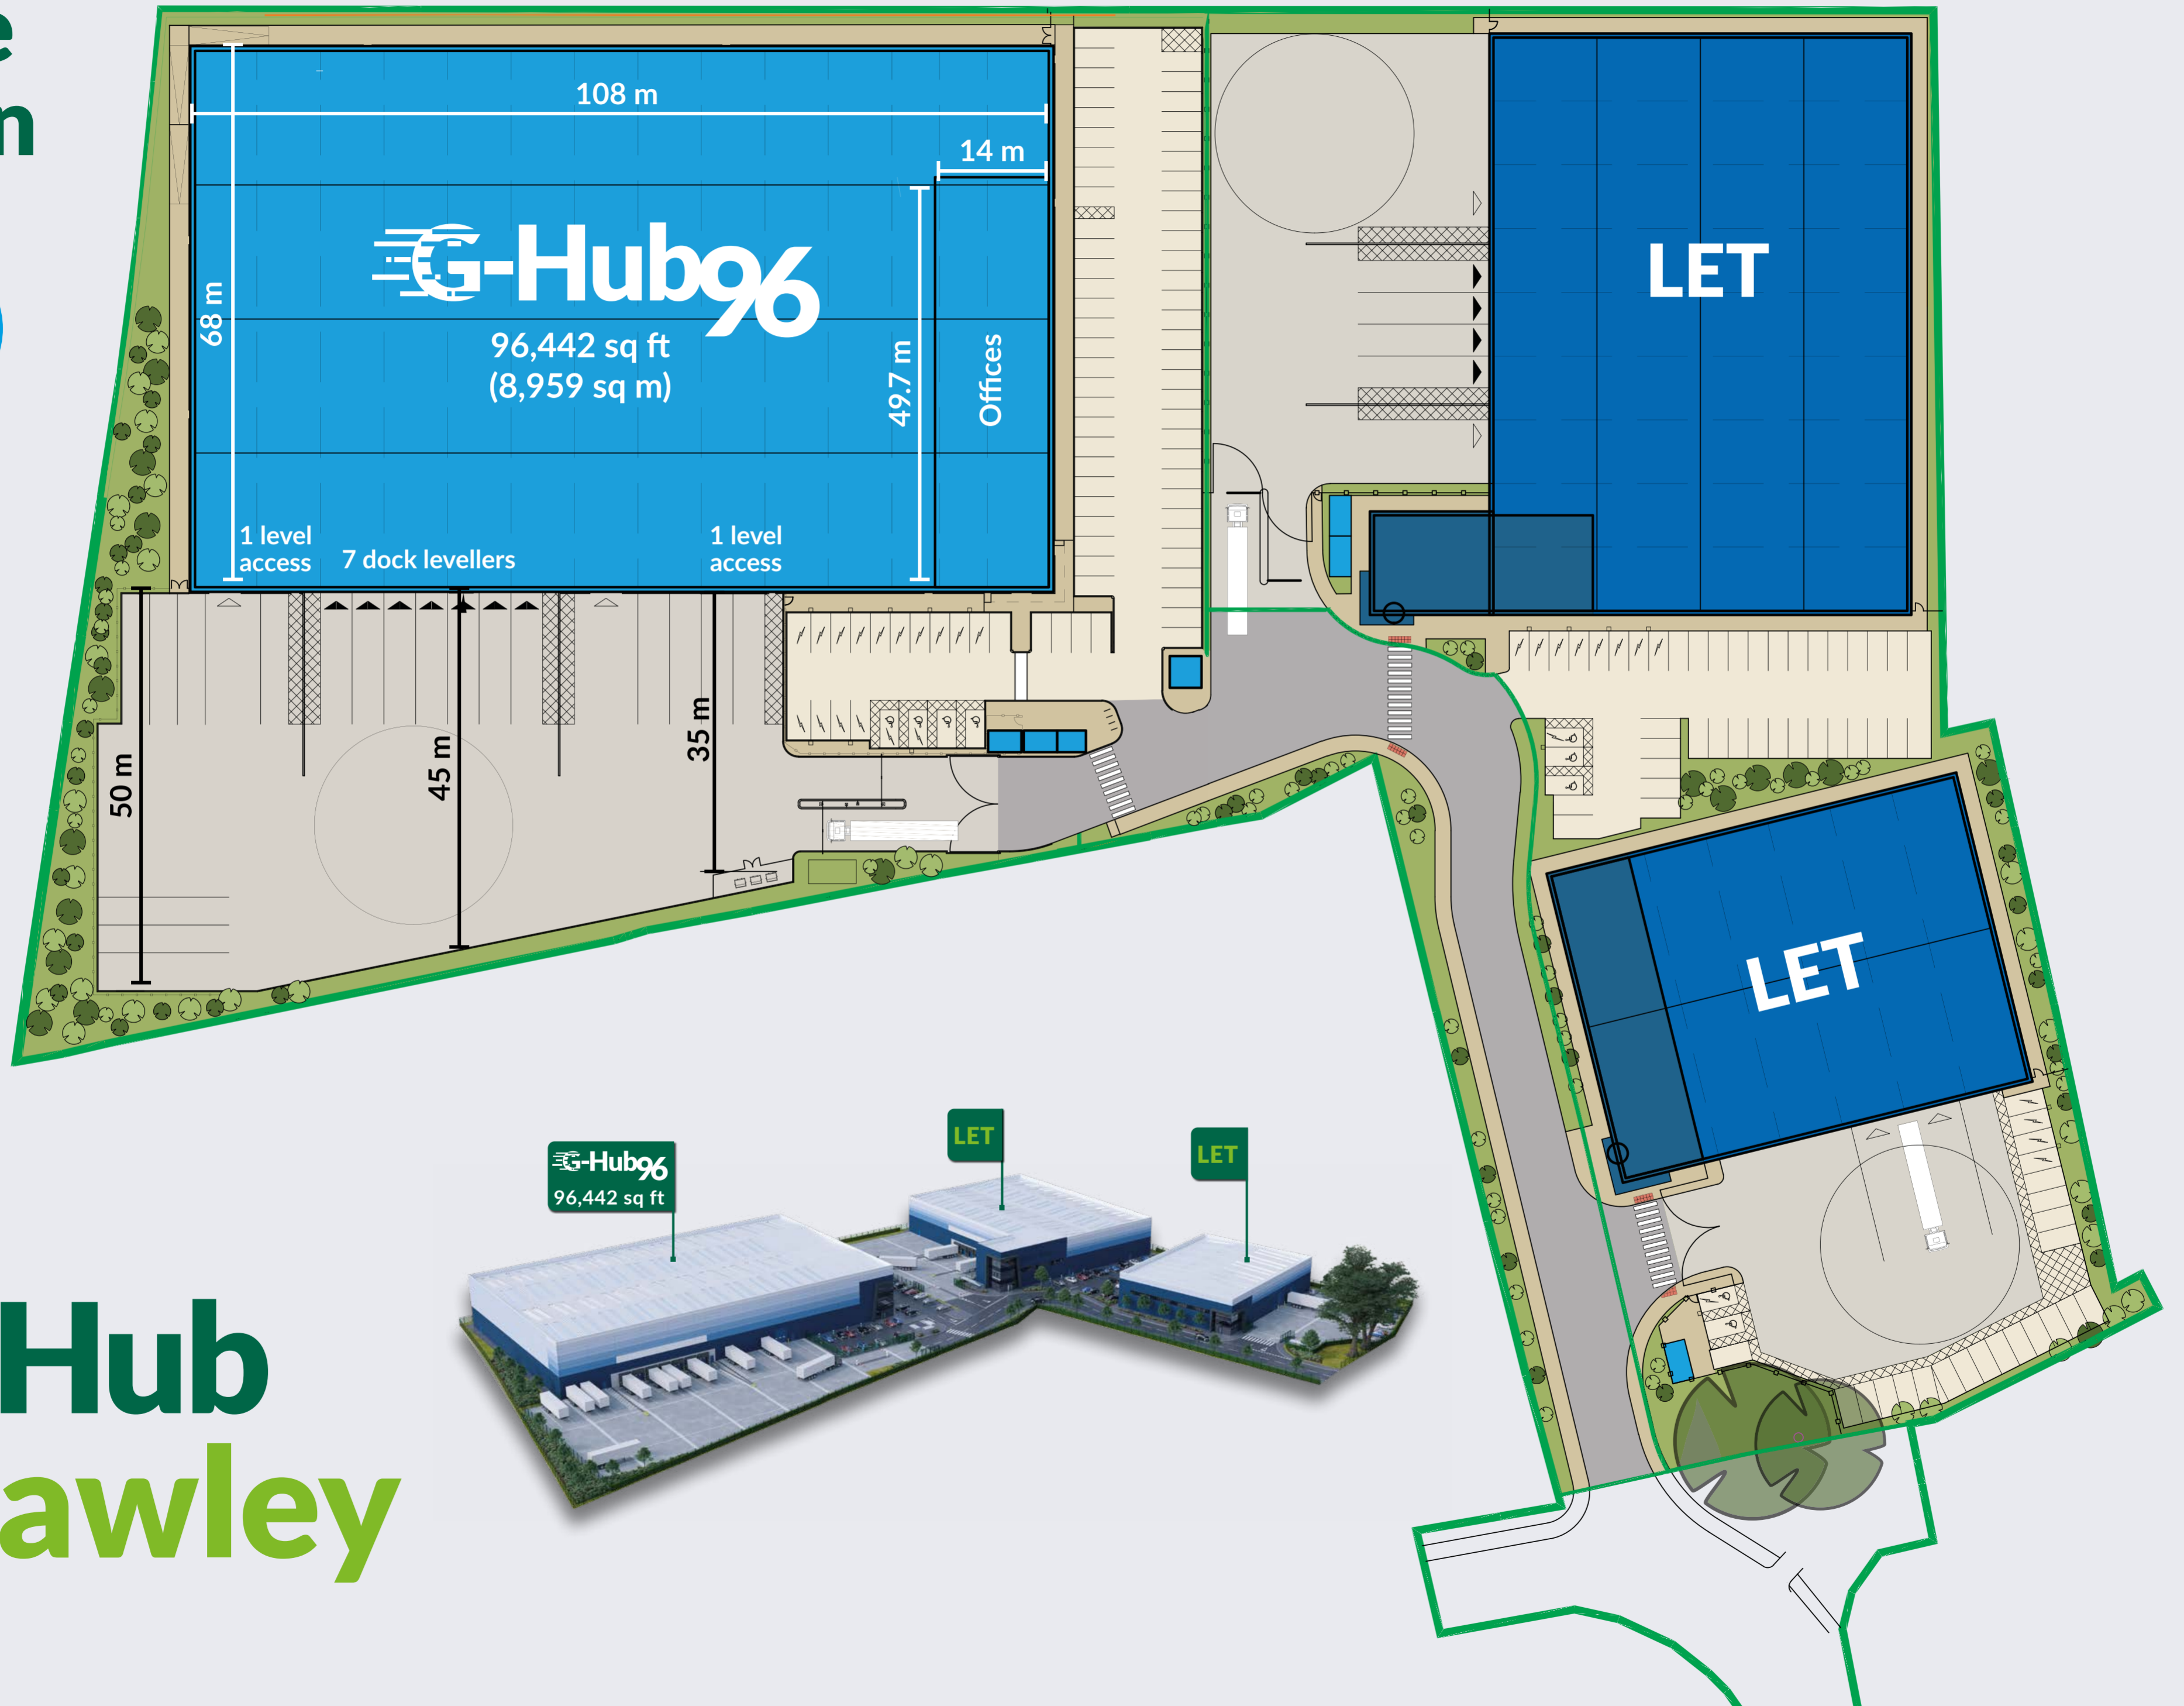 108 m
14 m
G-Hub96
96,442 sq ft
(8,959 sq m)
68 m
49.7 m
Offices
1 level
access
7 dock levellers
1 level
access
50 m
45 m
35 m
LET
LET
G-Hub96
96,442 sq ft
LET
LET
Hub
awley